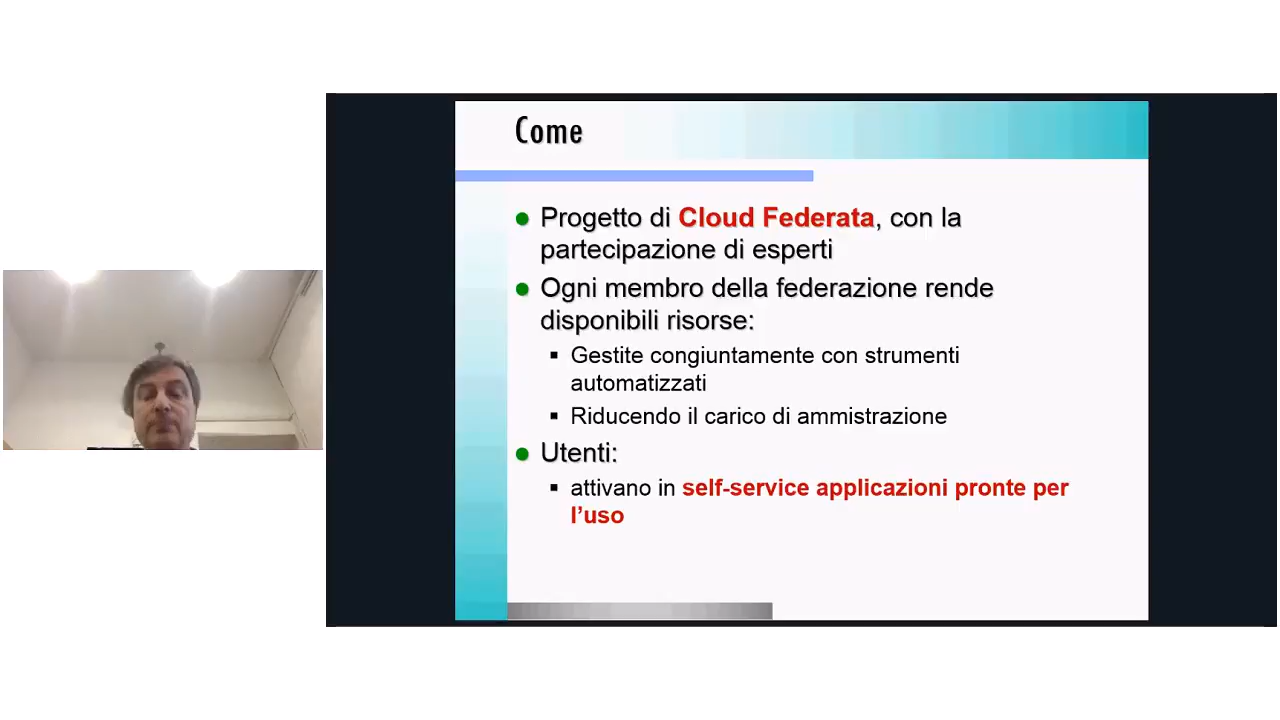 Come
Progetto di Cloud Federata, con la
partecipazione di esperti
Ogni membro della federazione rende
disponibili risorse:
Gestite congiuntamente con strumenti
automatizzati
Riducendo il carico di ammistrazione
Utenti:
attivano in self-service applicazioni pronte per
l’uso